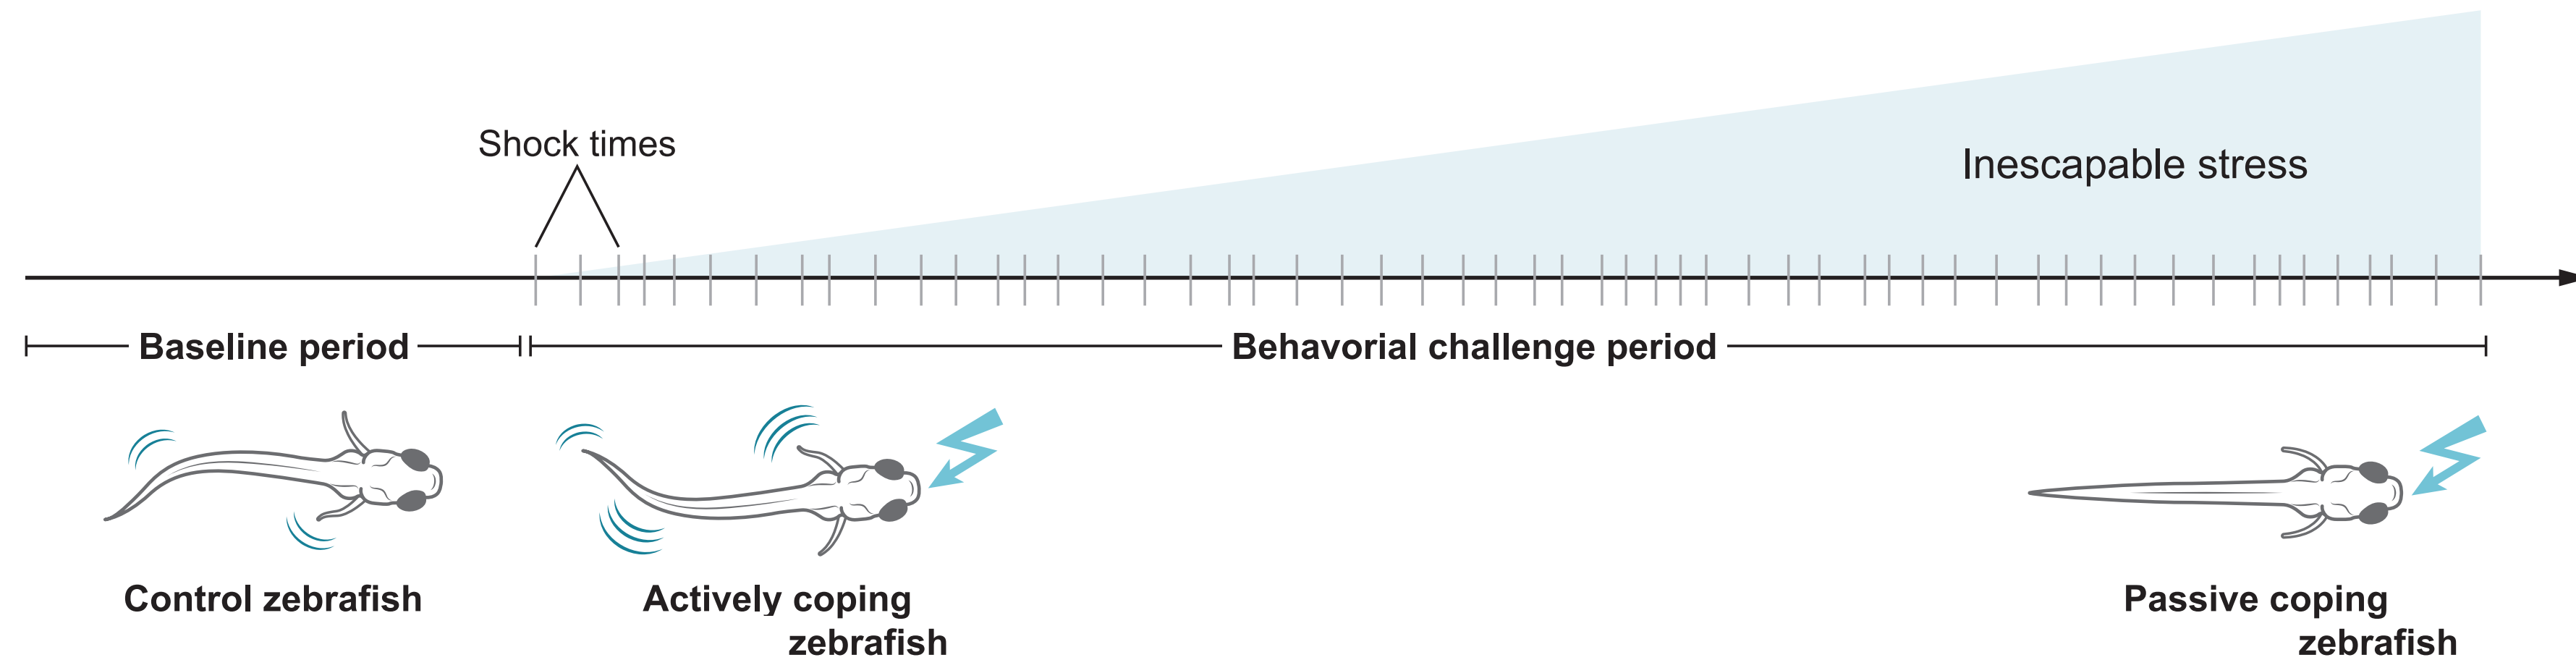 Shock times
Inescapable stress
Baseline period
Behavorial challenge period
Control zebrafish
Actively coping
zebrafish
Passive coping
zebrafish